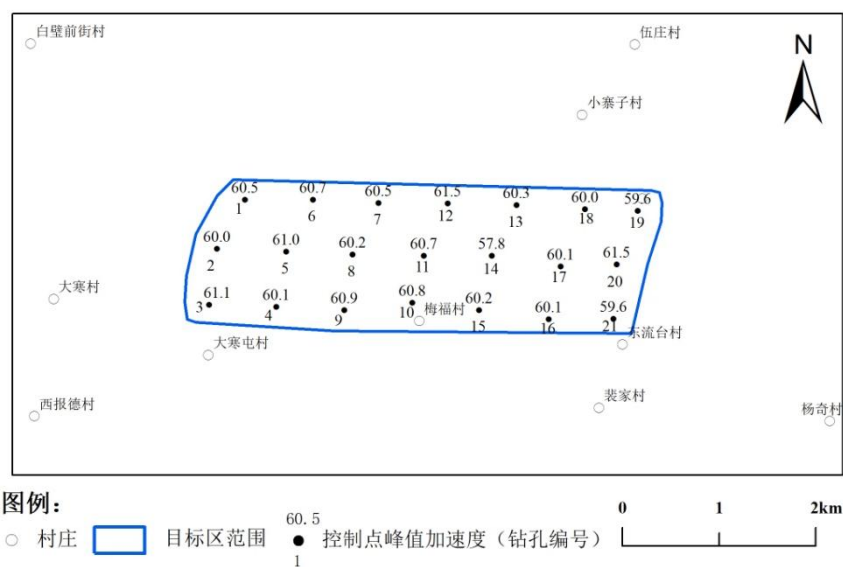 白壁前街村
伍庄村
N
小寨子村
60.5 60.7 60.5 61.5 60.3 60.0 59.6
1 6 7 12 13 18 19
60.0 61.0 60.2 60.7 57.8 60.1 61.5
2 5 8 11 14 17 20
大寒村
61.1 60.1 60.9 60.8 60.2 60.1 59.6
3 4 9 10 梅福村 15 16 21
东流台村
大寒屯村
西报德村
裴家村
杨奇村
图例：
0 1 2km
村庄 目标区范围 60.5 控制点峰值加速度（钻孔编号）
1